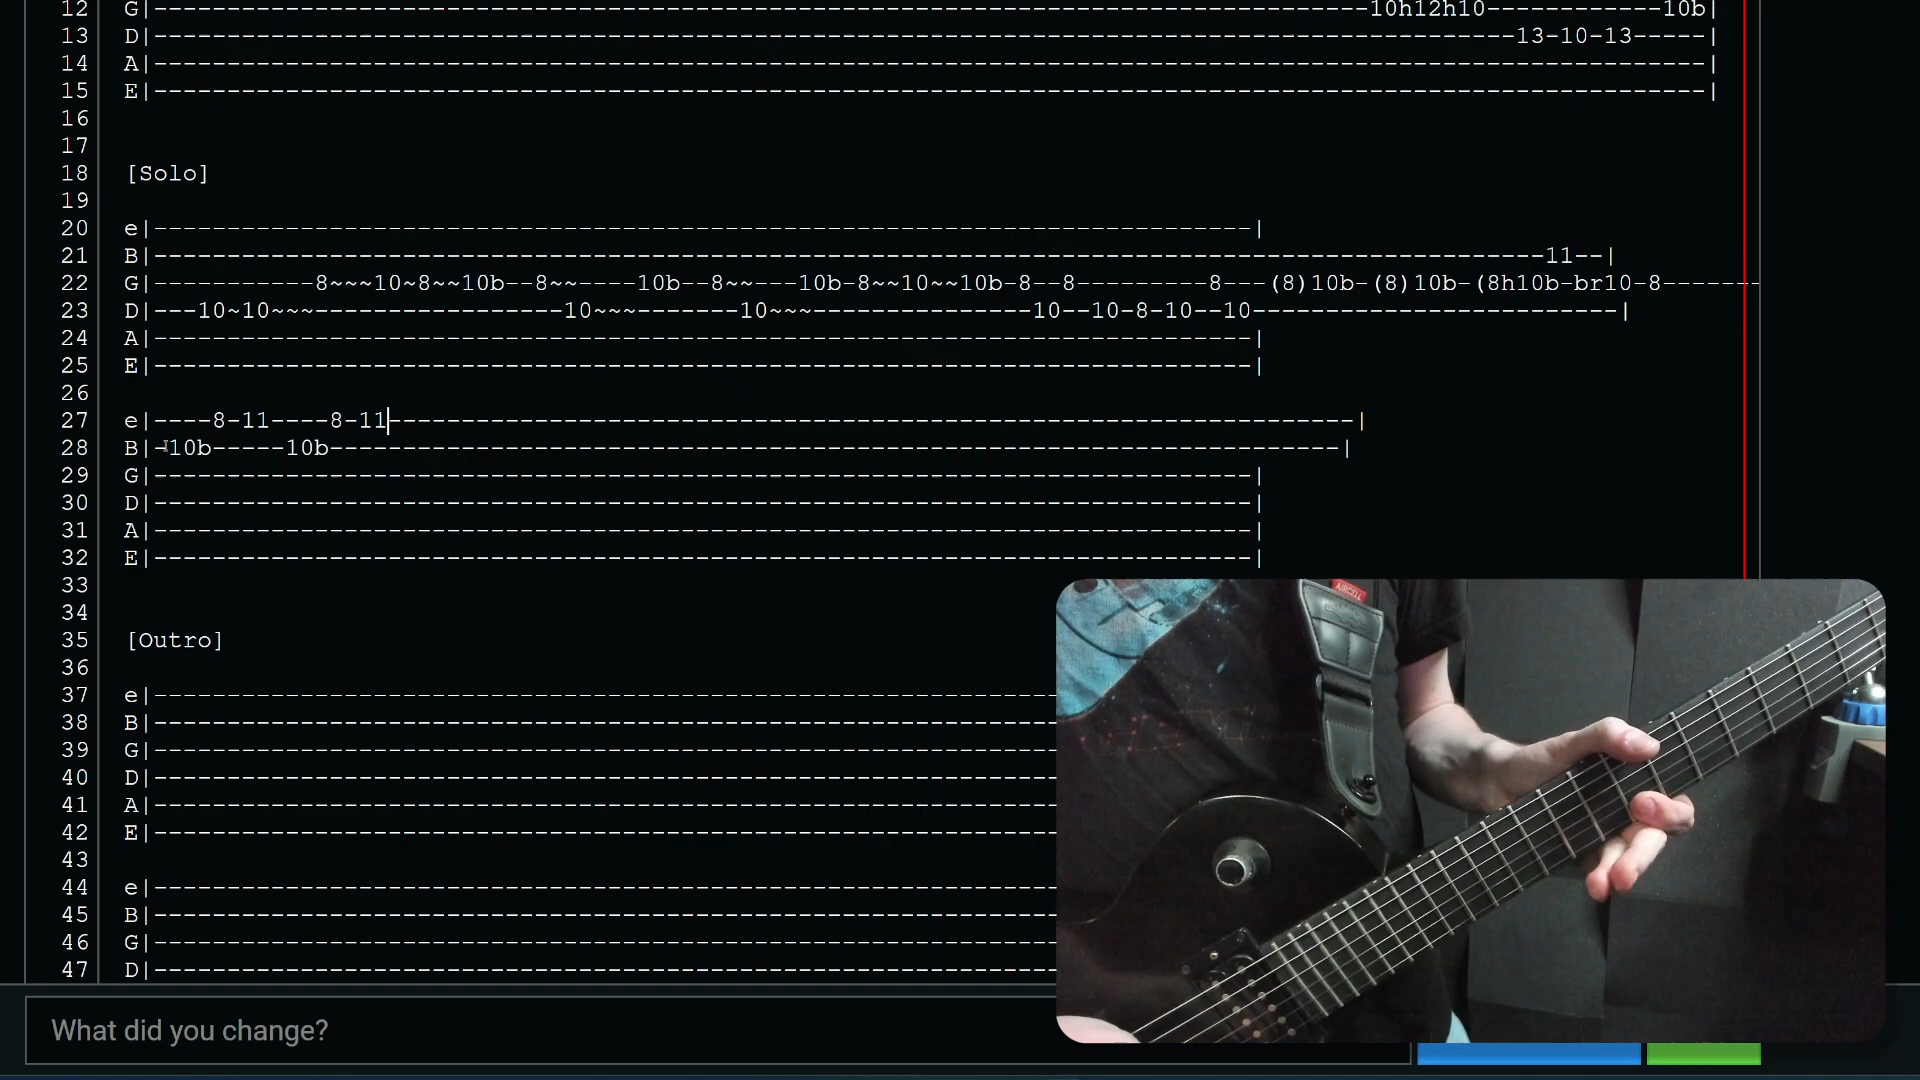 12 G|-----------------------------------------------------------------------------------10h12h10------------10b|
13 D|---------------------------------------------------------------------------------------------13-10-13-----|
14 A|----------------------------------------------------------------------------------------------------------|
15 E|----------------------------------------------------------------------------------------------------------|
16
17
18 [Solo]
19
20 e|---------------------------------------------------------------------------|
21 B|-----------------------------------------------------------------------------------------------11--|
22 G|-----------8~~~10~8~~10b--8~~----10b--8~~---10b-8~~10~~10b-8--8---------8---(8)10b-(8)10b-(8h10b-br10-8-------
23 D|---10~10~~~-----------------10~~~-------10~~~---------------10--10-8-10--10-------------------------|
24 A|---------------------------------------------------------------------------|
25 E|---------------------------------------------------------------------------|
26
27 e|----8-11----8-11------------------------------------------------------------------|
28 B|-10b-----10b---------------------------------------------------------------------|
29 G|---------------------------------------------------------------------------|
30 D|---------------------------------------------------------------------------|
31 A|---------------------------------------------------------------------------|
32 E|---------------------------------------------------------------------------|
33
34
35 [Outro]
36
37 e|--------------------------------------------------------------
38 B|--------------------------------------------------------------
39 G|--------------------------------------------------------------
40 D|--------------------------------------------------------------
41 A|--------------------------------------------------------------
42 E|--------------------------------------------------------------
43
44 e|--------------------------------------------------------------
45 B|--------------------------------------------------------------
46 G|--------------------------------------------------------------
47 D|--------------------------------------------------------------
What did you change?
AIRCELL